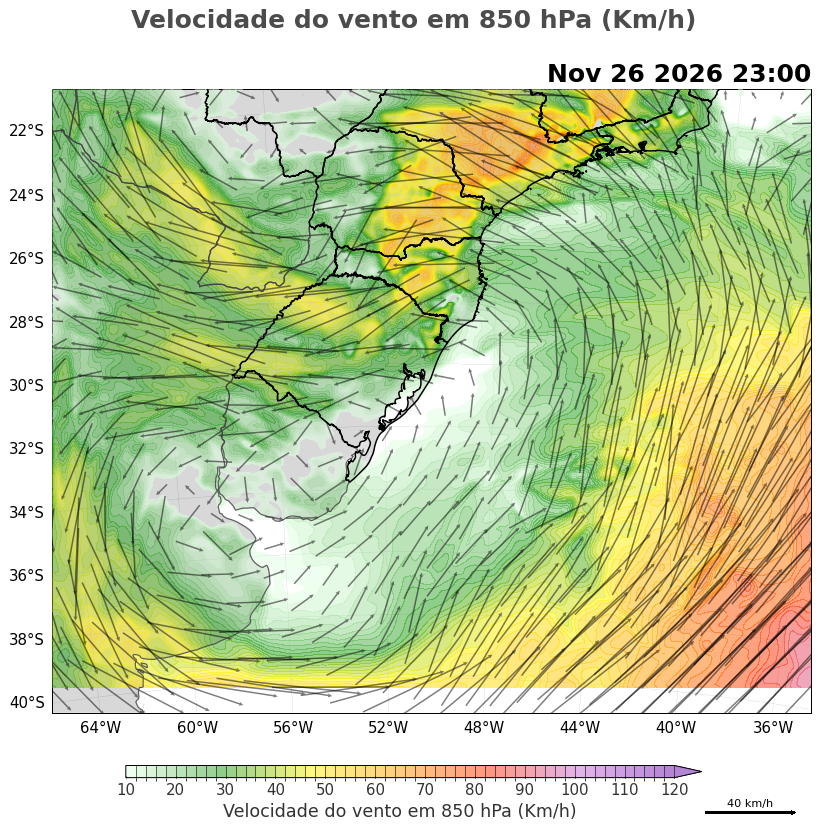 Velocidade do vento em 850 hPa (Km/h)
Nov 26 2026 23:00
22°S
24°S
26°S
28°S
30°S
32°S
34°S
36°S
38°S
40°S
64°W 60°W 56°W 52°W 48°W 44°W 40°W 36°W
10 20 30 40 50 60 70 80 90 100 110 120
Velocidade do vento em 850 hPa (Km/h)
40 km/h